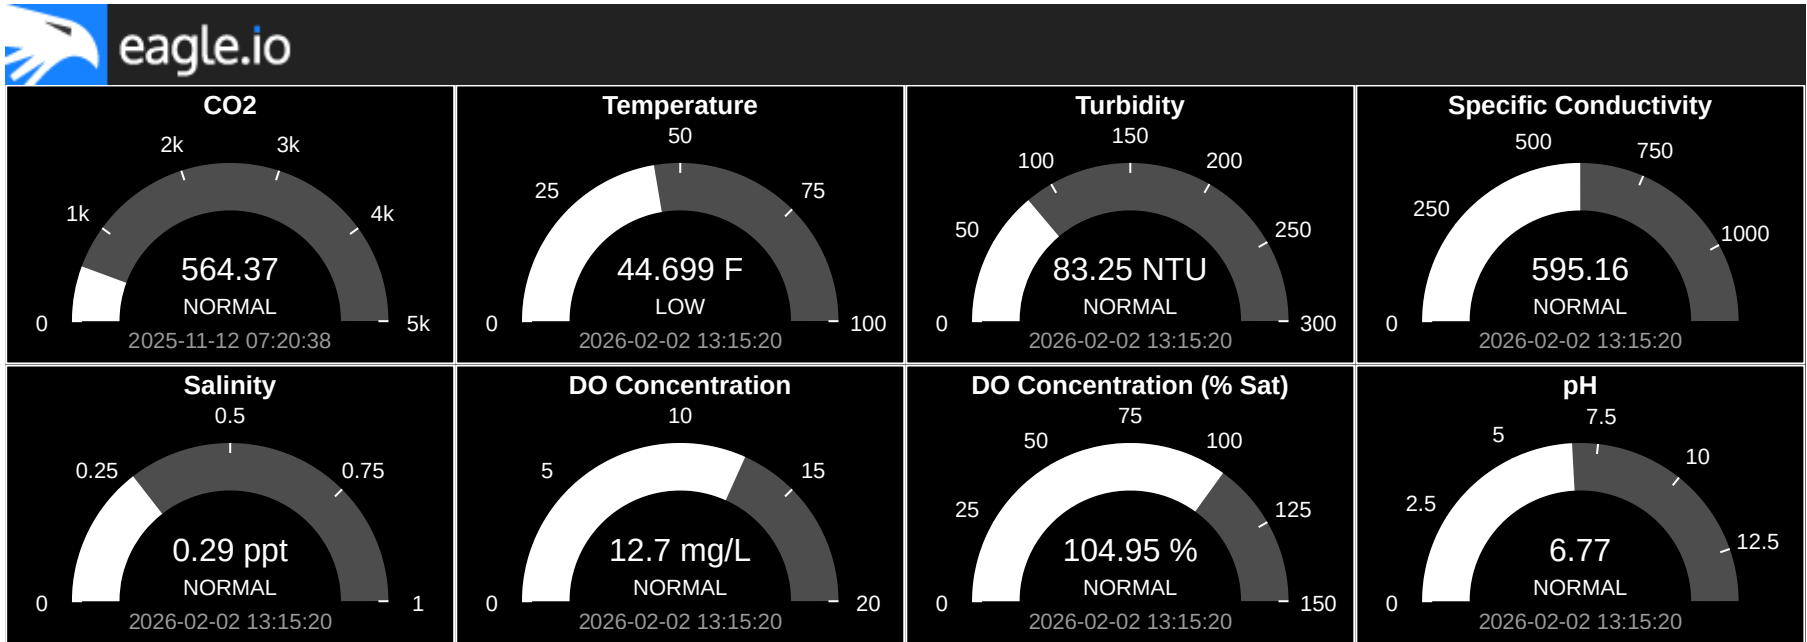 eagle.io
CO2
2k
3k
1k
4k
0
5k
564.37
NORMAL
2025-11-12 07:20:38
Temperature
50
25
75
0
100
44.699 F
LOW
2026-02-02 13:15:20
Turbidity
150
100
200
50
250
0
300
83.25 NTU
NORMAL
2026-02-02 13:15:20
Specific Conductivity
500
750
250
1000
0
595.16
NORMAL
2026-02-02 13:15:20
Salinity
0.5
0.25
0.75
0
1
0.29 ppt
NORMAL
2026-02-02 13:15:20
DO Concentration
10
5
15
0
20
12.7 mg/L
NORMAL
2026-02-02 13:15:20
DO Concentration (% Sat)
75
50
100
25
125
0
150
104.95 %
NORMAL
2026-02-02 13:15:20
pH
7.5
5
10
2.5
12.5
0
6.77
NORMAL
2026-02-02 13:15:20